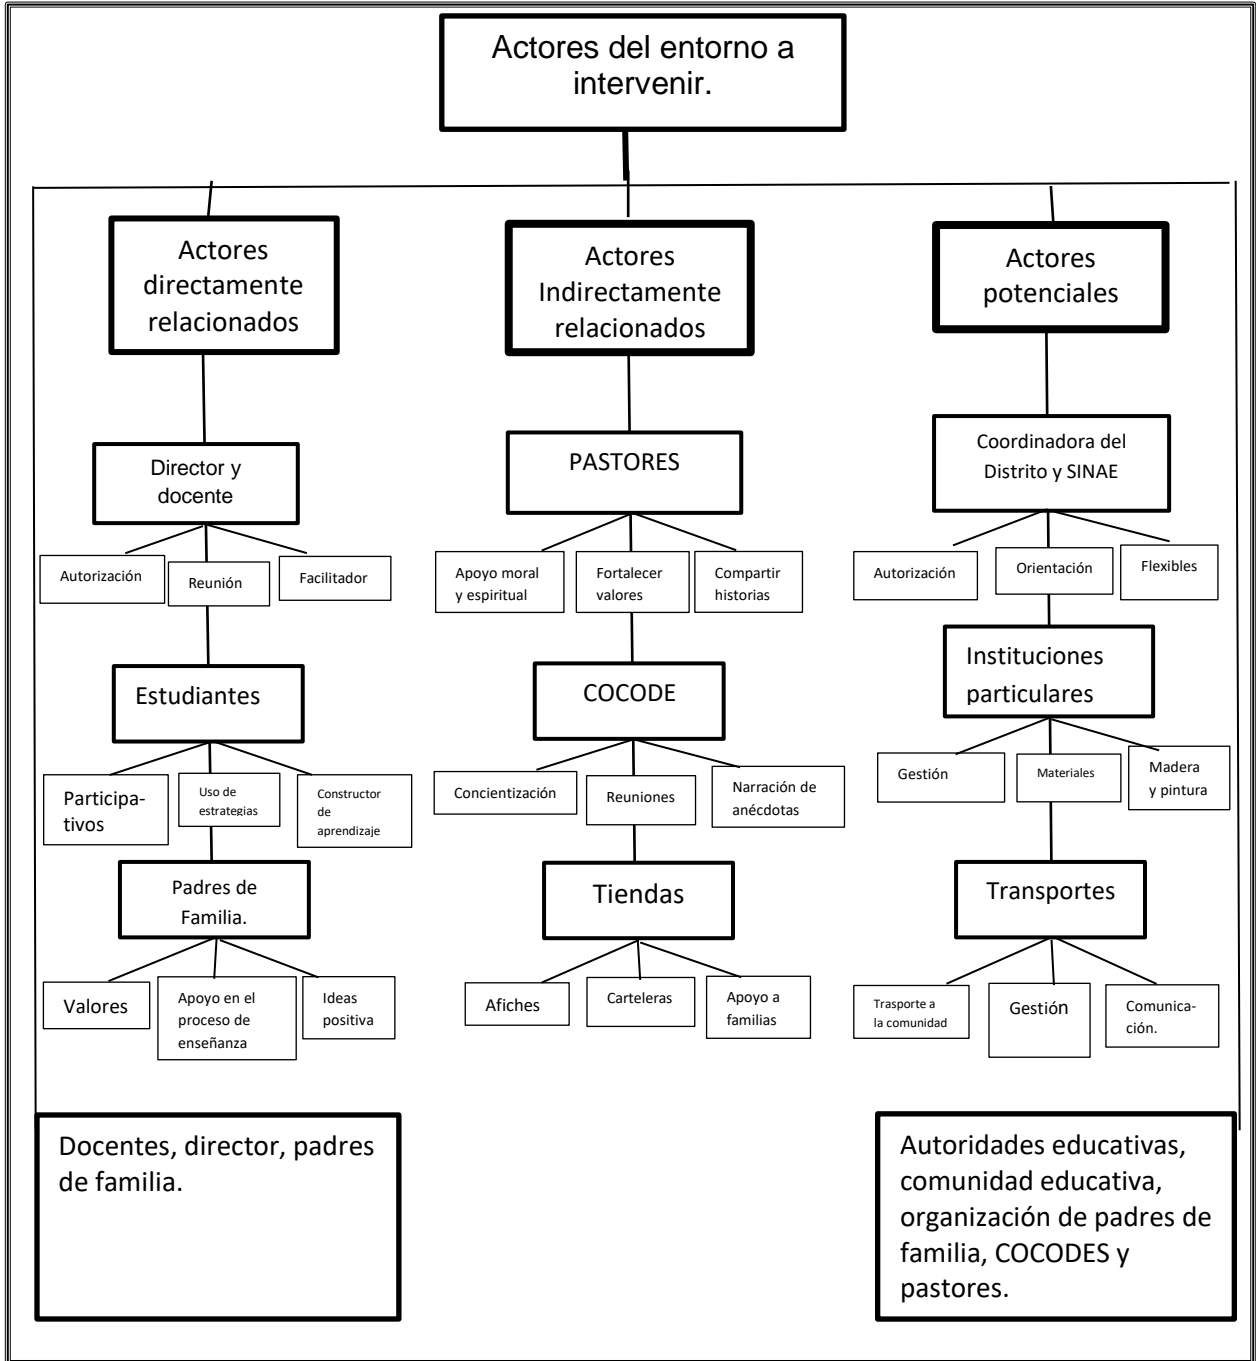 Actores del entorno a
intervenir.
Actores
directamente
relacionados
Actores
Indirectamente
relacionados
Actores
potenciales
Director y
docente
PASTORES
Coordinadora del
Distrito y SINAE
Autorización
Reunión
Facilitador
Apoyo moral
y espiritual
Fortalecer
valores
Compartir
historias
Autorización
Orientación
Flexibles
Estudiantes
COCODE
Instituciones
particulares
Participa-
tivos
Uso de
estrategias
Constructor
de
aprendizaje
Concientización
Reuniones
Narración de
anécdotas
Gestión
Materiales
Madera
y pintura
Padres de
Familia.
Tiendas
Transportes
Valores
Apoyo en el
proceso de
enseñanza
Ideas
positiva
Afiches
Carteleras
Apoyo a
familias
Trasporte a
la comunidad
Gestión
Comunica-
ción.
Docentes, director, padres
de familia.
Autoridades educativas,
comunidad educativa,
organización de padres de
familia, COCODES y
pastores.